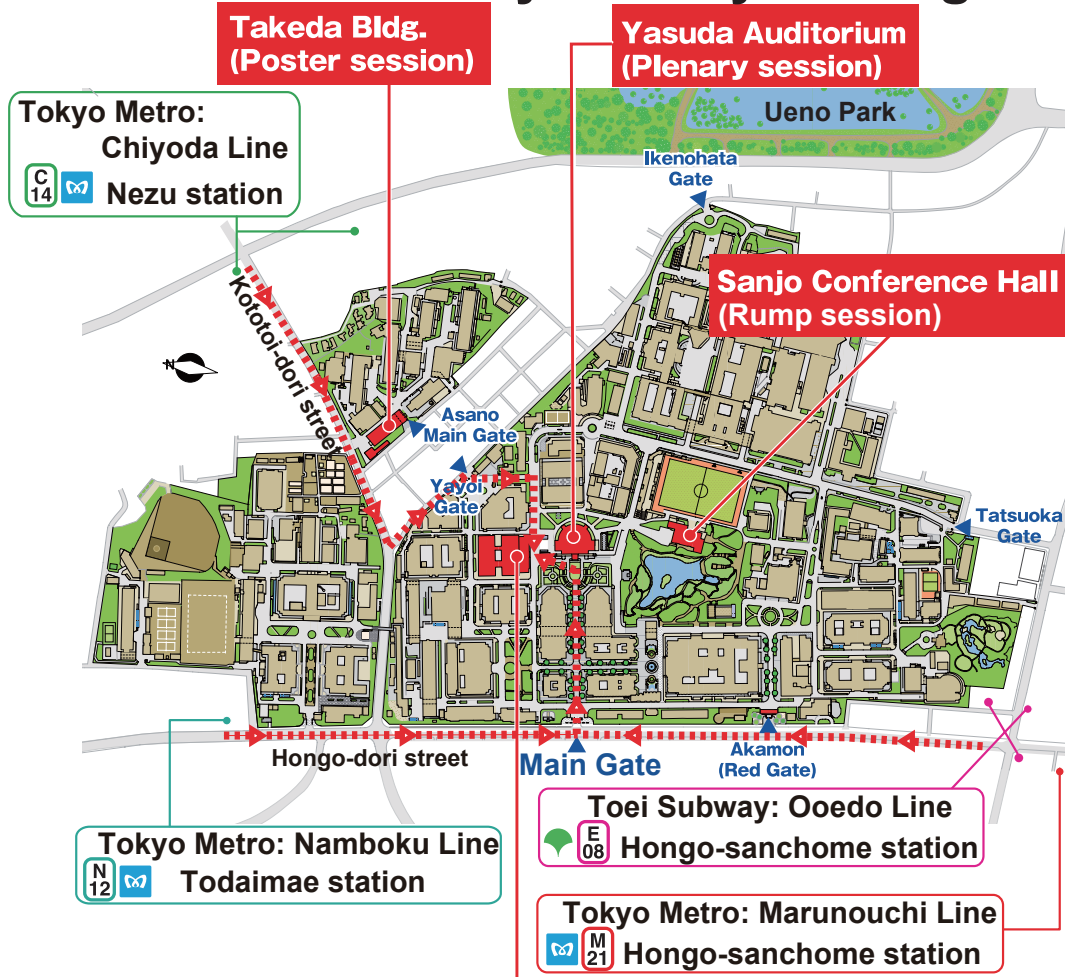 Takeda Bldg.
(Poster session)
Yasuda Auditorium
(Plenary session)
Tokyo Metro:
Chiyoda Line
C
14
Nezu station
Ueno Park
Ikenohata
Gate
Sanjo Conference Hall
(Rump session)
Kototoi-dori street
N
Asano
Main Gate
Yayoi
Gate
Tatsuoka
Gate
Hongo-dori street
Main Gate
Akamon
(Red Gate)
Tokyo Metro: Namboku Line
N
12
Todaimae station
Toei Subway: Ooedo Line
E
08
Hongo-sanchome station
Tokyo Metro: Marunouchi Line
M
21
Hongo-sanchome station